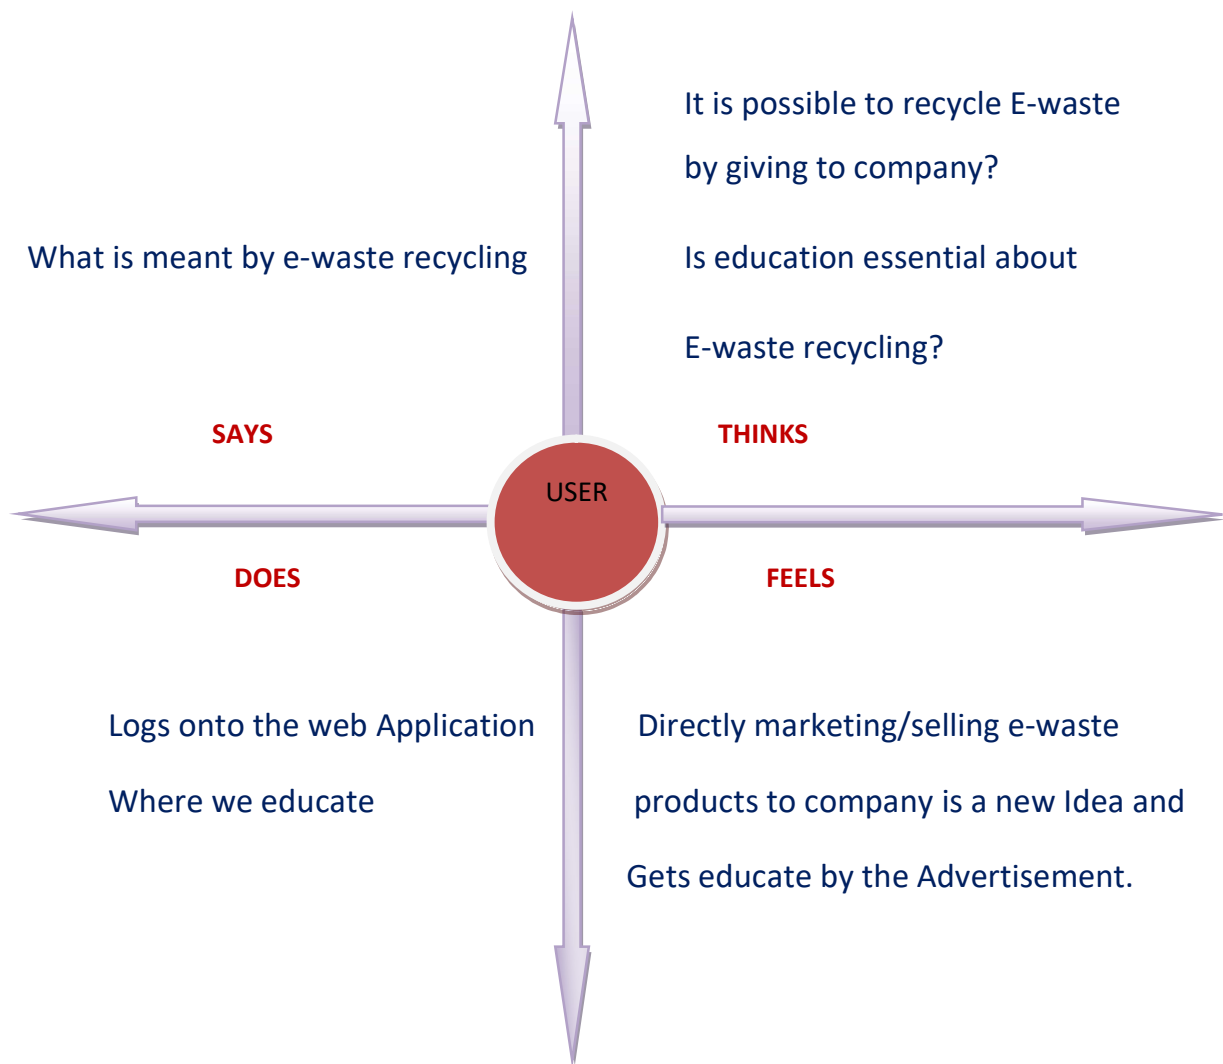 It is possible to recycle E-waste
by giving to company?
What is meant by e-waste recycling
Is education essential about
E-waste recycling?
SAYS
THINKS
USER
DOES
FEELS
Logs onto the web Application
Where we educate
Directly marketing/selling e-waste
products to company is a new Idea and
Gets educate by the Advertisement.